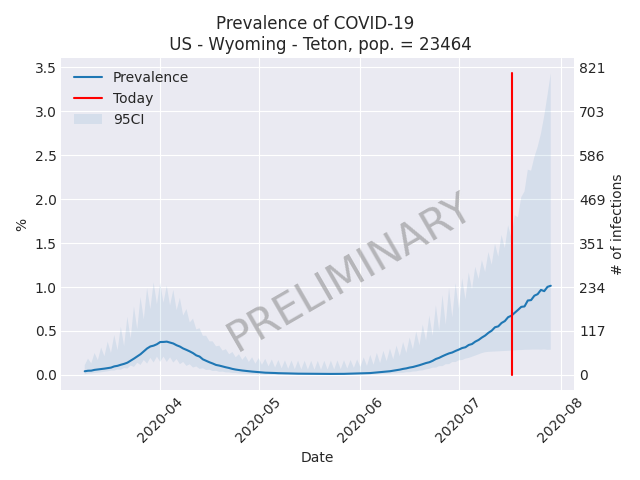 Prevalence of COVID-19
US - Wyoming - Teton, pop. = 23464
Prevalence
Today
95CI
PRELIMINARY
%
3.5
3.0
2.5
2.0
1.5
1.0
0.5
0.0
821
703
586
469
351
234
117
0
# of infections
2020-04
2020-05
2020-06
2020-07
2020-08
Date